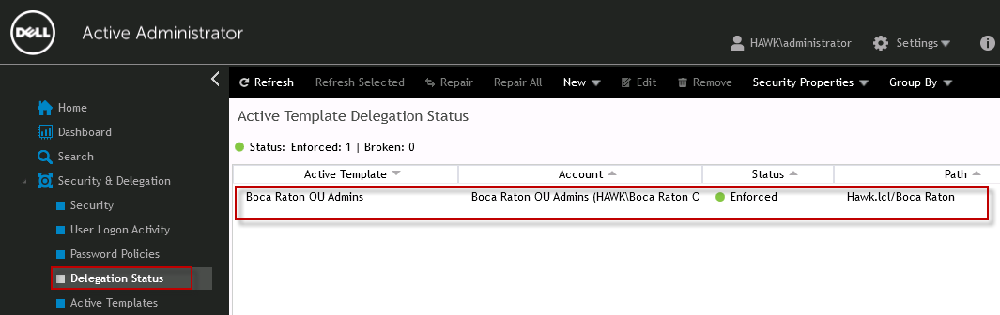 DELL Active Administrator
HAWK\administrator Settings
Refresh Refresh Selected Repair Repair All New Edit Remove Security Properties Group By
Home
Dashboard
Search
Security & Delegation
Security
User Logon Activity
Password Policies
Delegation Status
Active Templates
Active Template Delegation Status
Status: Enforced: 1 | Broken: 0
Active Template Account Status Path
Boca Raton OU Admins Boca Raton OU Admins (HAWK\Boca Raton O Enforced Hawk.lcl/Boca Raton